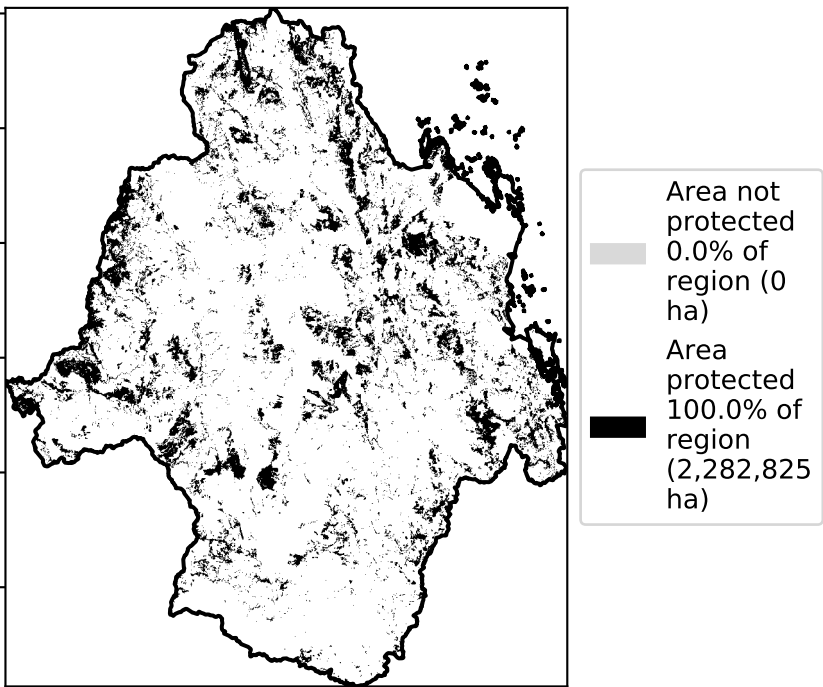 Area not
protected
0.0% of
region (0
ha)
Area
protected
100.0% of
region
(2,282,825
ha)